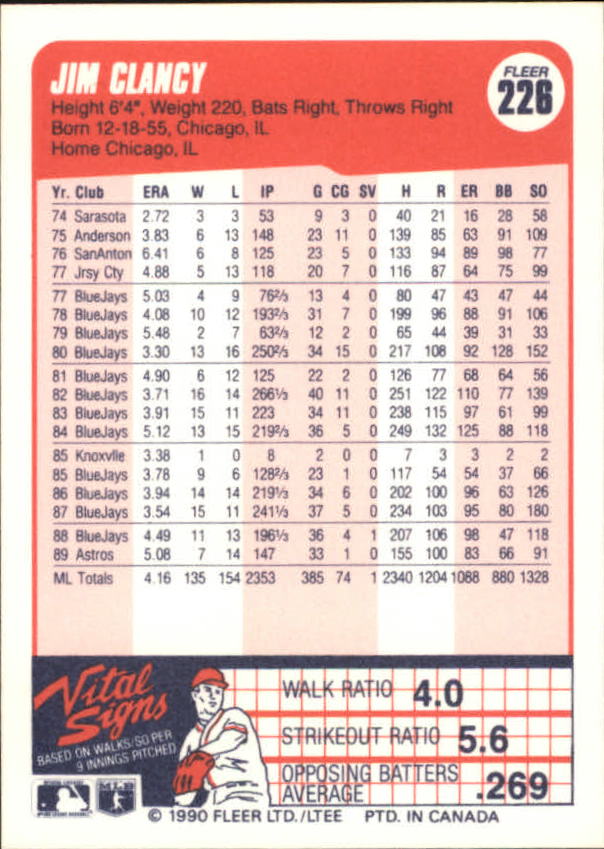 JIM CLANCY
FLEER
226
Height 6'4", Weight 220, Bats Right, Throws Right
Born 12-18-55, Chicago, IL
Home Chicago, IL
Yr. Club ERA W L IP G CG SV H R ER BB SO
74 Sarasota 2.72 3 3 53 9 3 0 40 21 16 28 58
75 Anderson 3.83 6 13 148 23 11 0 139 85 63 91 109
76 SanAnton 6.41 6 8 125 23 5 0 133 94 89 98 77
77 Jrsy Cty 4.88 5 13 118 20 7 0 116 87 64 75 99
77 BlueJays 5.03 4 9 76⅔ 13 4 0 80 47 43 47 44
78 BlueJays 4.08 10 12 193⅔ 31 7 0 199 96 88 91 106
79 BlueJays 5.48 2 7 63⅔ 12 2 0 65 44 39 31 33
80 BlueJays 3.30 13 16 250⅔ 34 15 0 217 108 92 128 152
81 BlueJays 4.90 6 12 125 22 2 0 126 77 68 64 56
82 BlueJays 3.71 16 14 266⅓ 40 11 0 251 122 110 77 139
83 BlueJays 3.91 15 11 223 34 11 0 238 115 97 61 99
84 BlueJays 5.12 13 15 219⅔ 36 5 0 249 132 125 88 118
85 Knoxvlle 3.38 1 0 8 2 0 0 7 3 3 2 2
85 BlueJays 3.78 9 6 128⅔ 23 1 0 117 54 54 37 66
86 BlueJays 3.94 14 14 219⅓ 34 6 0 202 100 96 63 126
87 BlueJays 3.54 15 11 241⅓ 37 5 0 234 103 95 80 180
88 BlueJays 4.49 11 13 196⅓ 36 4 1 207 106 98 47 118
89 Astros 5.08 7 14 147 33 1 0 155 100 83 66 91
ML Totals 4.16 135 154 2353 385 74 1 2340 1204 1088 880 1328
Vital Signs
BASED ON WALKS/SO PER
9 INNINGS PITCHED
WALK RATIO 4.0
STRIKEOUT RATIO 5.6
OPPOSING BATTERS
AVERAGE .269
MLB
© 1990 FLEER LTD./LTEE PTD. IN CANADA